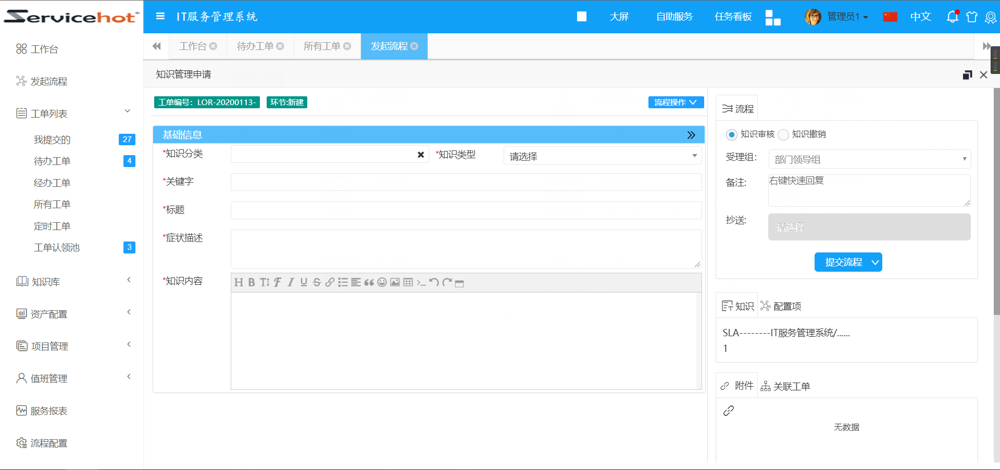 Servicehot
IT服务管理系统
大屏
自助服务
任务看板
管理员1
中文
工作台
发起流程
工单列表
我提交的 27
待办工单 4
经办工单
所有工单
定时工单
工单认领池 3
知识库
资产配置
项目管理
值班管理
服务报表
流程配置
工作台
待办工单
所有工单
发起流程
知识管理申请
工单编号：LOR-20200113-
环节:新建
流程操作
基础信息
*知识分类
*知识类型
请选择
*关键字
*标题
*症状描述
*知识内容
流程
知识审核
知识撤销
受理组：
部门领导组
备注:
右键快速回复
抄送:
请选择
提交流程
知识
配置项
SLA--------IT服务管理系统/......
1
附件
关联工单
无数据